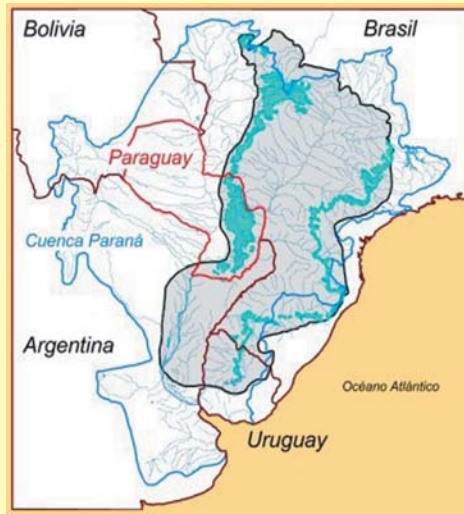 Bolivia
Brasil
Paraguay
Cuenca Paraná
Argentina
Océano Atlántico
Uruguay